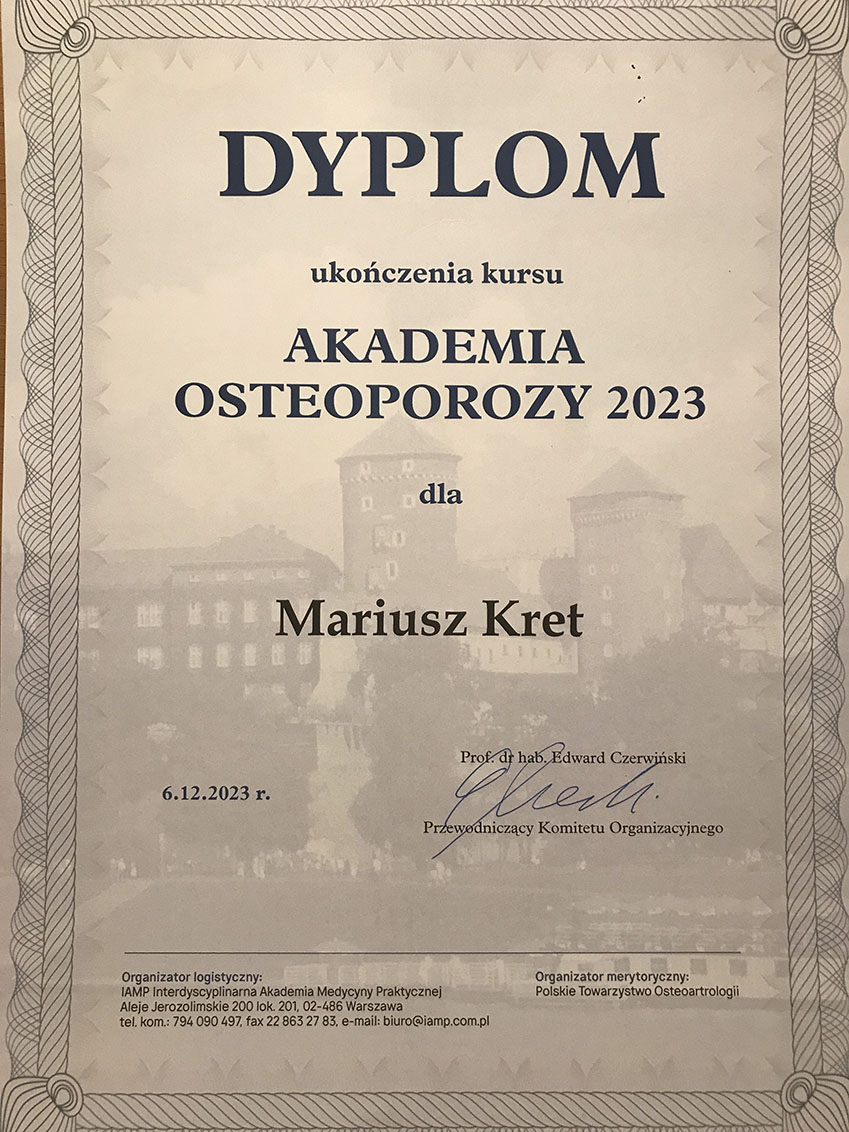 DYPLOM
ukończenia kursu
AKADEMIA
OSTEOPOROZY 2023
dla
Mariusz Kret
Prof. dr hab. Edward Czerwiński
6.12.2023 r.
Przewodniczący Komitetu Organizacyjnego
Organizator logistyczny:
IAMP Interdyscyplinarna Akademia Medycyny Praktycznej
Aleje Jerozolimskie 200 lok. 201, 02-486 Warszawa
tel. kom.: 794 090 497, fax 22 863 27 83, e-mail: biuro@iamp.com.pl
Organizator merytoryczny:
Polskie Towarzystwo Osteoartrologii